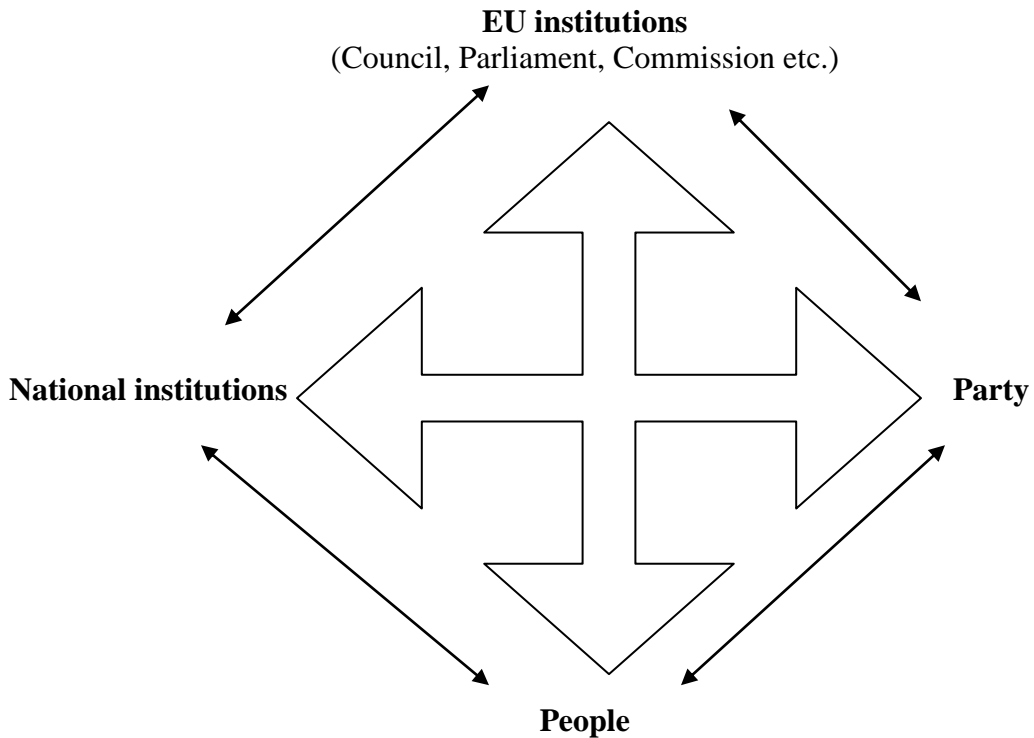 EU institutions
(Council, Parliament, Commission etc.)
National institutions
Party
People